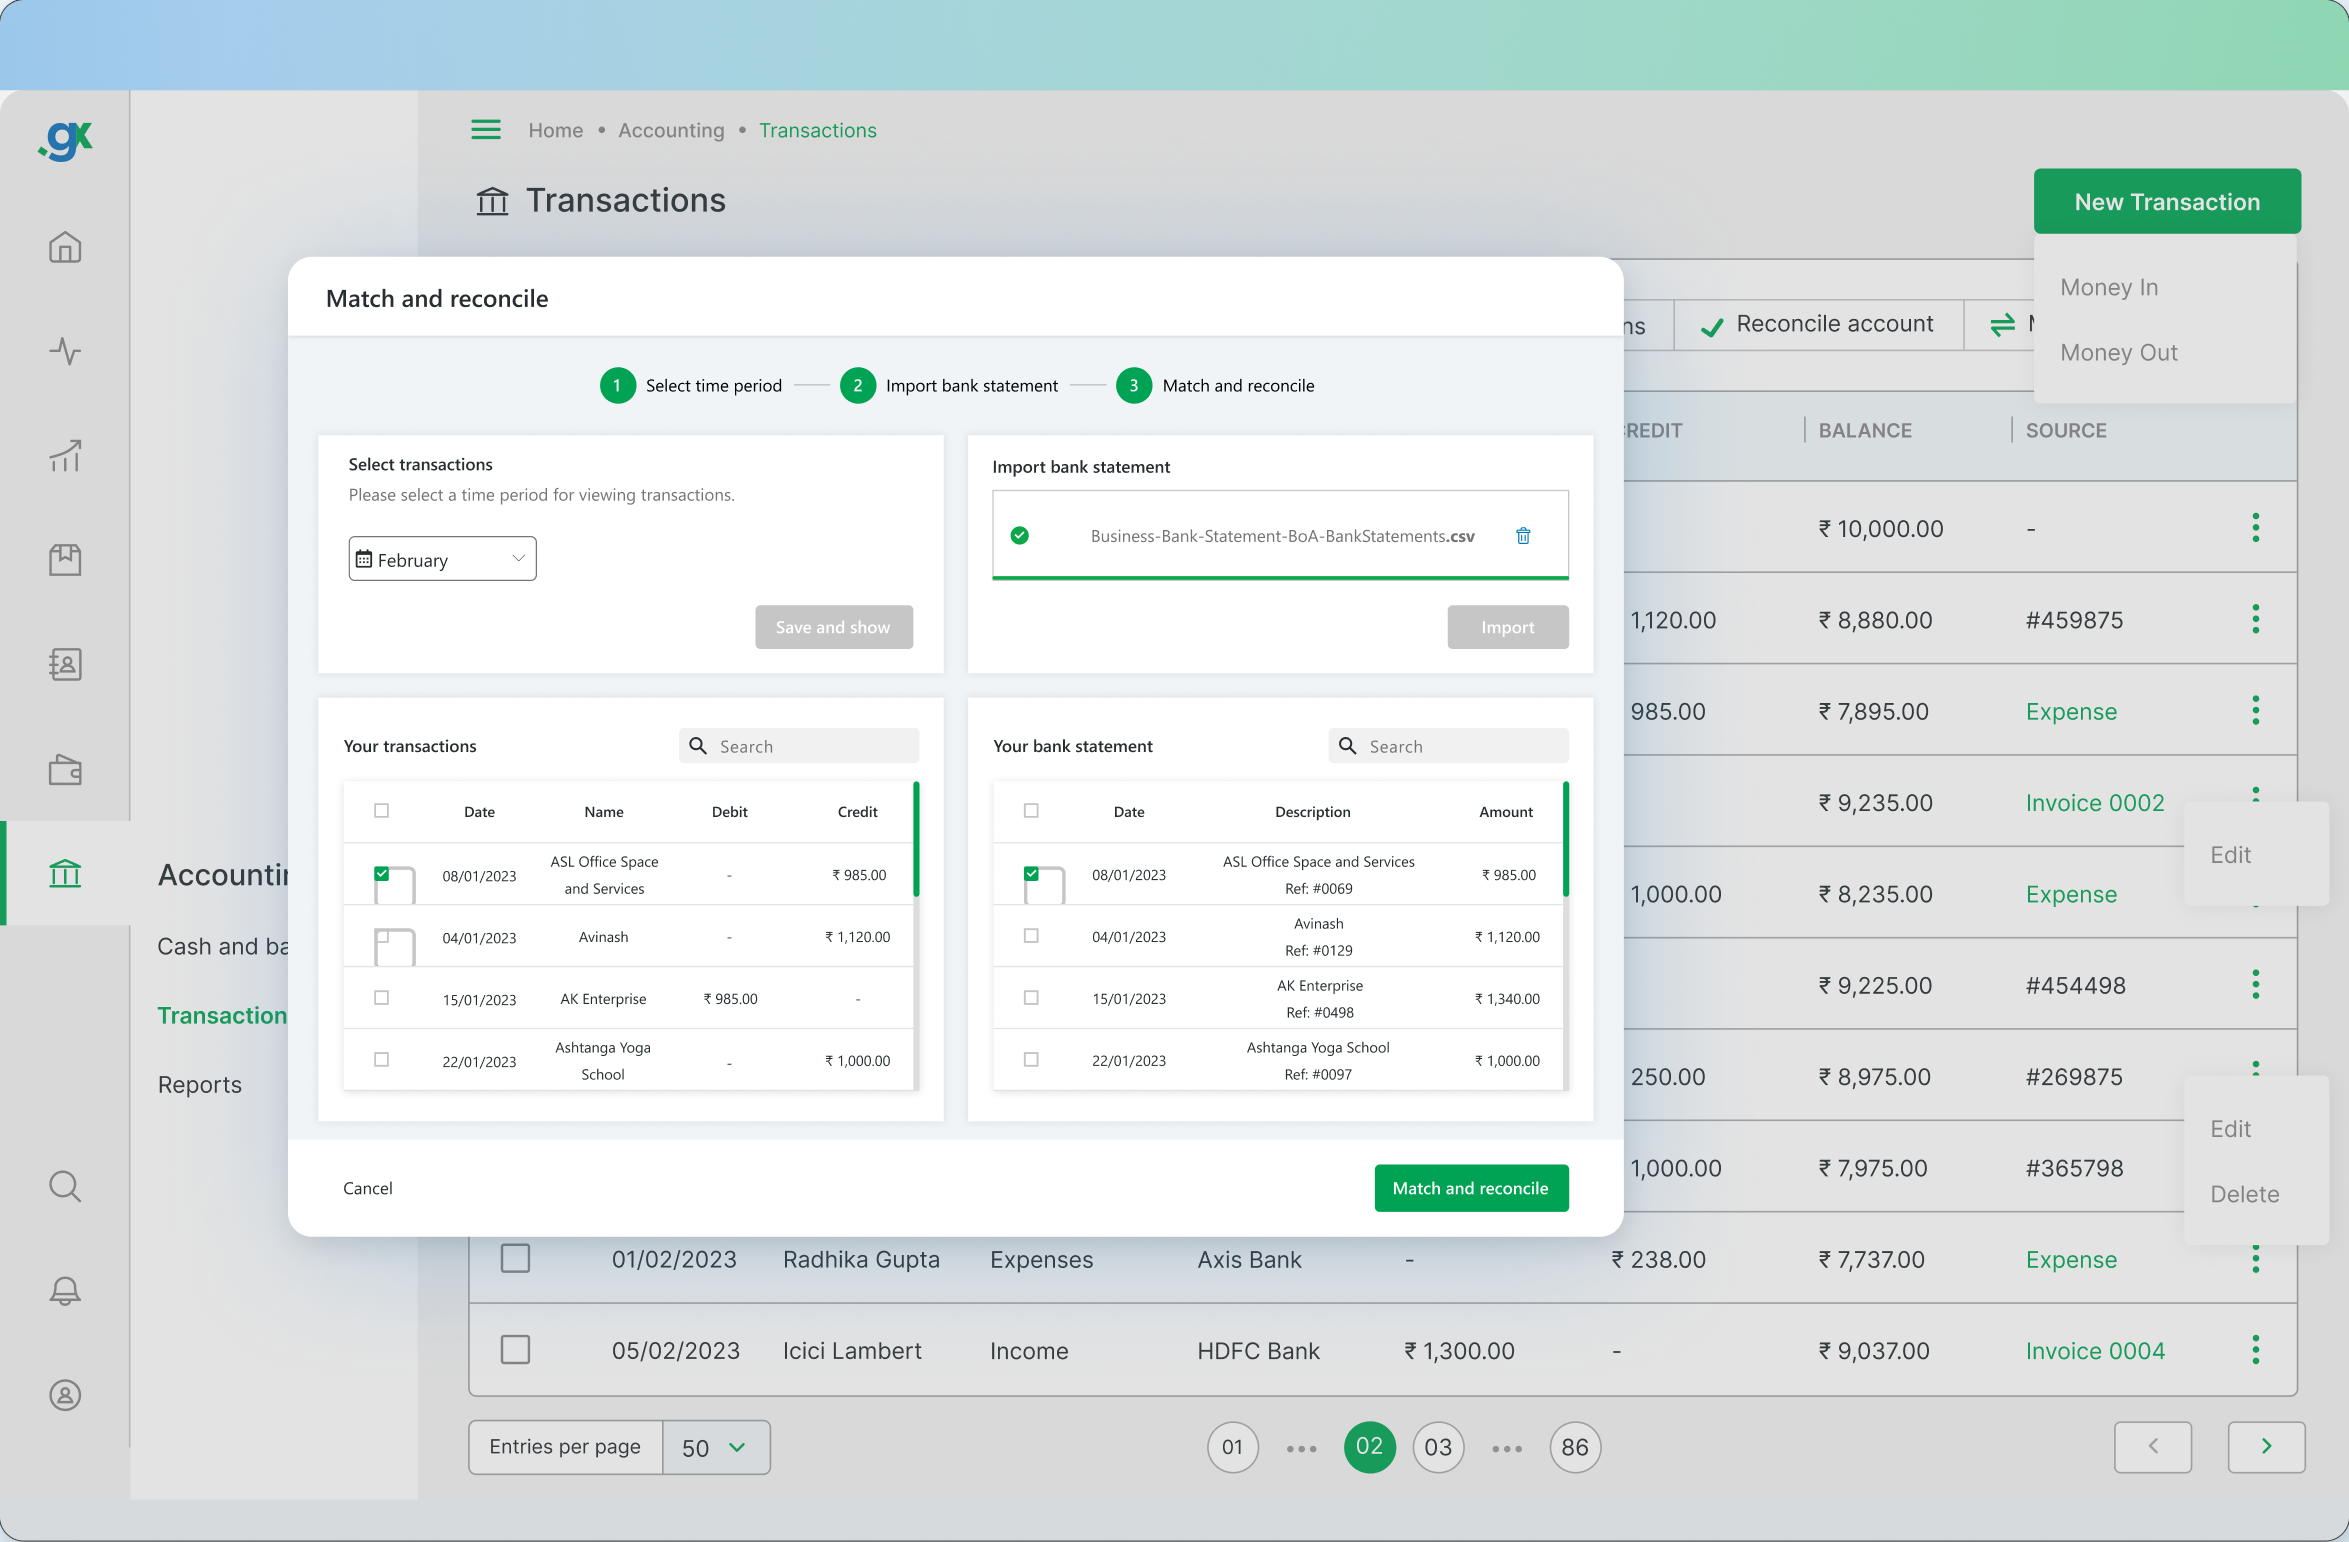 .gx
Home • Accounting • Transactions
Transactions
New Transaction
Money In
Money Out
ns
Reconcile account
Match and reconcile
1 Select time period
2 Import bank statement
3 Match and reconcile
Select transactions
Please select a time period for viewing transactions.
February
Save and show
Import bank statement
Business-Bank-Statement-BoA-BankStatements.csv
Import
Your transactions
Search
Date Name Debit Credit
08/01/2023 ASL Office Space and Services - ₹ 985.00
04/01/2023 Avinash - ₹ 1,120.00
15/01/2023 AK Enterprise ₹ 985.00 -
22/01/2023 Ashtanga Yoga School - ₹ 1,000.00
Your bank statement
Search
Date Description Amount
08/01/2023 ASL Office Space and Services Ref: #0069 ₹ 985.00
04/01/2023 Avinash Ref: #0129 ₹ 1,120.00
15/01/2023 AK Enterprise Ref: #0498 ₹ 1,340.00
22/01/2023 Ashtanga Yoga School Ref: #0097 ₹ 1,000.00
Cancel
Match and reconcile
REDIT BALANCE SOURCE
₹ 10,000.00 -
1,120.00 ₹ 8,880.00 #459875
985.00 ₹ 7,895.00 Expense
₹ 9,235.00 Invoice 0002
Edit
1,000.00 ₹ 8,235.00 Expense
₹ 9,225.00 #454498
250.00 ₹ 8,975.00 #269875
Edit
1,000.00 ₹ 7,975.00 #365798
Delete
Accountin
Cash and ba
Transaction
Reports
01/02/2023 Radhika Gupta Expenses Axis Bank - ₹ 238.00 ₹ 7,737.00 Expense
05/02/2023 Icici Lambert Income HDFC Bank ₹ 1,300.00 - ₹ 9,037.00 Invoice 0004
Entries per page 50
01 ••• 02 03 ••• 86